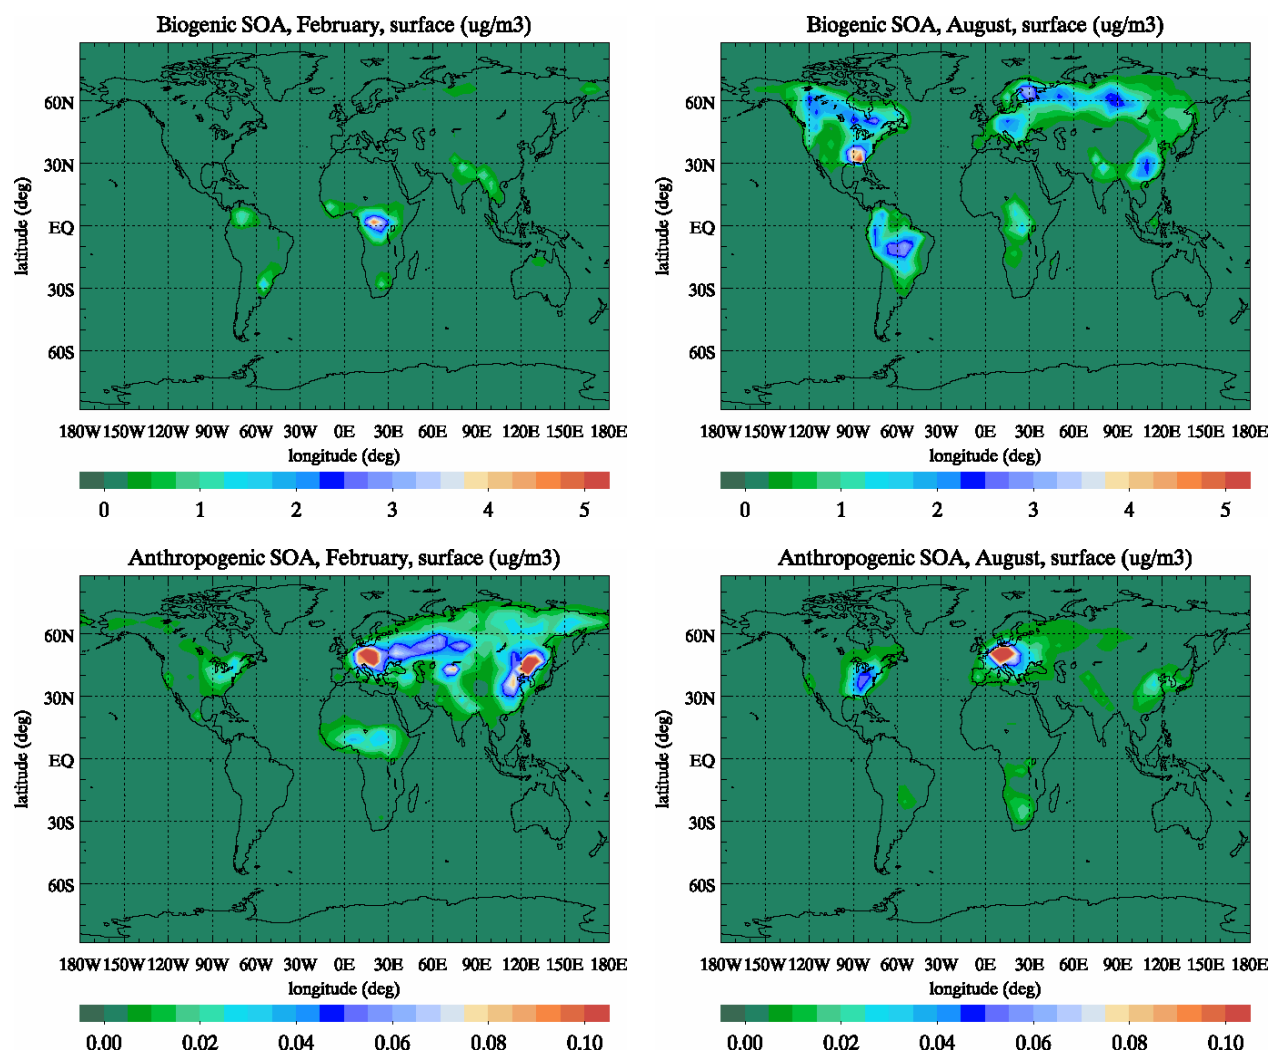 Biogenic SOA, February, surface (ug/m3)
60N
30N
EQ
30S
60S
latitude (deg)
180W 150W 120W 90W 60W 30W 0E 30E 60E 90E 120E 150E 180E
longitude (deg)
0 1 2 3 4 5
Biogenic SOA, August, surface (ug/m3)
60N
30N
EQ
30S
60S
latitude (deg)
180W 150W 120W 90W 60W 30W 0E 30E 60E 90E 120E 150E 180E
longitude (deg)
0 1 2 3 4 5
Anthropogenic SOA, February, surface (ug/m3)
60N
30N
EQ
30S
60S
latitude (deg)
180W 150W 120W 90W 60W 30W 0E 30E 60E 90E 120E 150E 180E
longitude (deg)
0.00 0.02 0.04 0.06 0.08 0.10
Anthropogenic SOA, August, surface (ug/m3)
60N
30N
EQ
30S
60S
latitude (deg)
180W 150W 120W 90W 60W 30W 0E 30E 60E 90E 120E 150E 180E
longitude (deg)
0.00 0.02 0.04 0.06 0.08 0.10